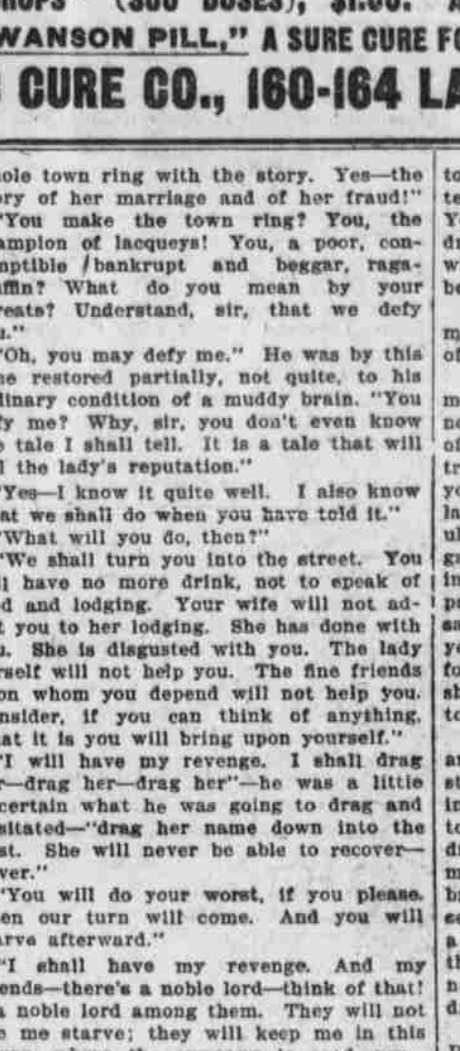 DROPS" (300 DOSES), $1.00.
WANSON PILL," A SURE CURE FO
CURE CO., 160-164 LA
ole town ring with the story. Yes—the
ory of her marriage and of her fraud!"
"You make the town ring? You, the
ampion of lacqueys! You, a poor, con-
mptible bankrupt and beggar, raga-
uffin? What do you mean by your
reats? Understand, sir, that we defy
u."
"Oh, you may defy me." He was by this
me restored partially, not quite, to his
dinary condition of a muddy brain. "You
fy me? Why, sir, you don't even know
e tale I shall tell. It is a tale that will
l the lady's reputation."
"Yes—I know it quite well. I also know
at we shall do when you have told it."
"What will you do, then?"
"We shall turn you into the street. You
ll have no more drink, not to speak of
d and lodging. Your wife will not ad-
t you to her lodging. She has done with
u. She is disgusted with you. The lady
rself will not help you. The fine friends
on whom you depend will not help you.
nsider, if you can think of anything,
at it is you will bring upon yourself."
"I will have my revenge. I shall drag
r—drag her—drag her"—he was a little
certain what he was going to drag and
sitated—"drag her name down into the
st. She will never be able to recover—
ver."
"You will do your worst, if you please.
en our turn will come. And you will
arve afterward."
"I shall have my revenge. And my
ends—there's a noble lord—think of that!
a noble lord among them. They will not
e me starve; they will keep me in this